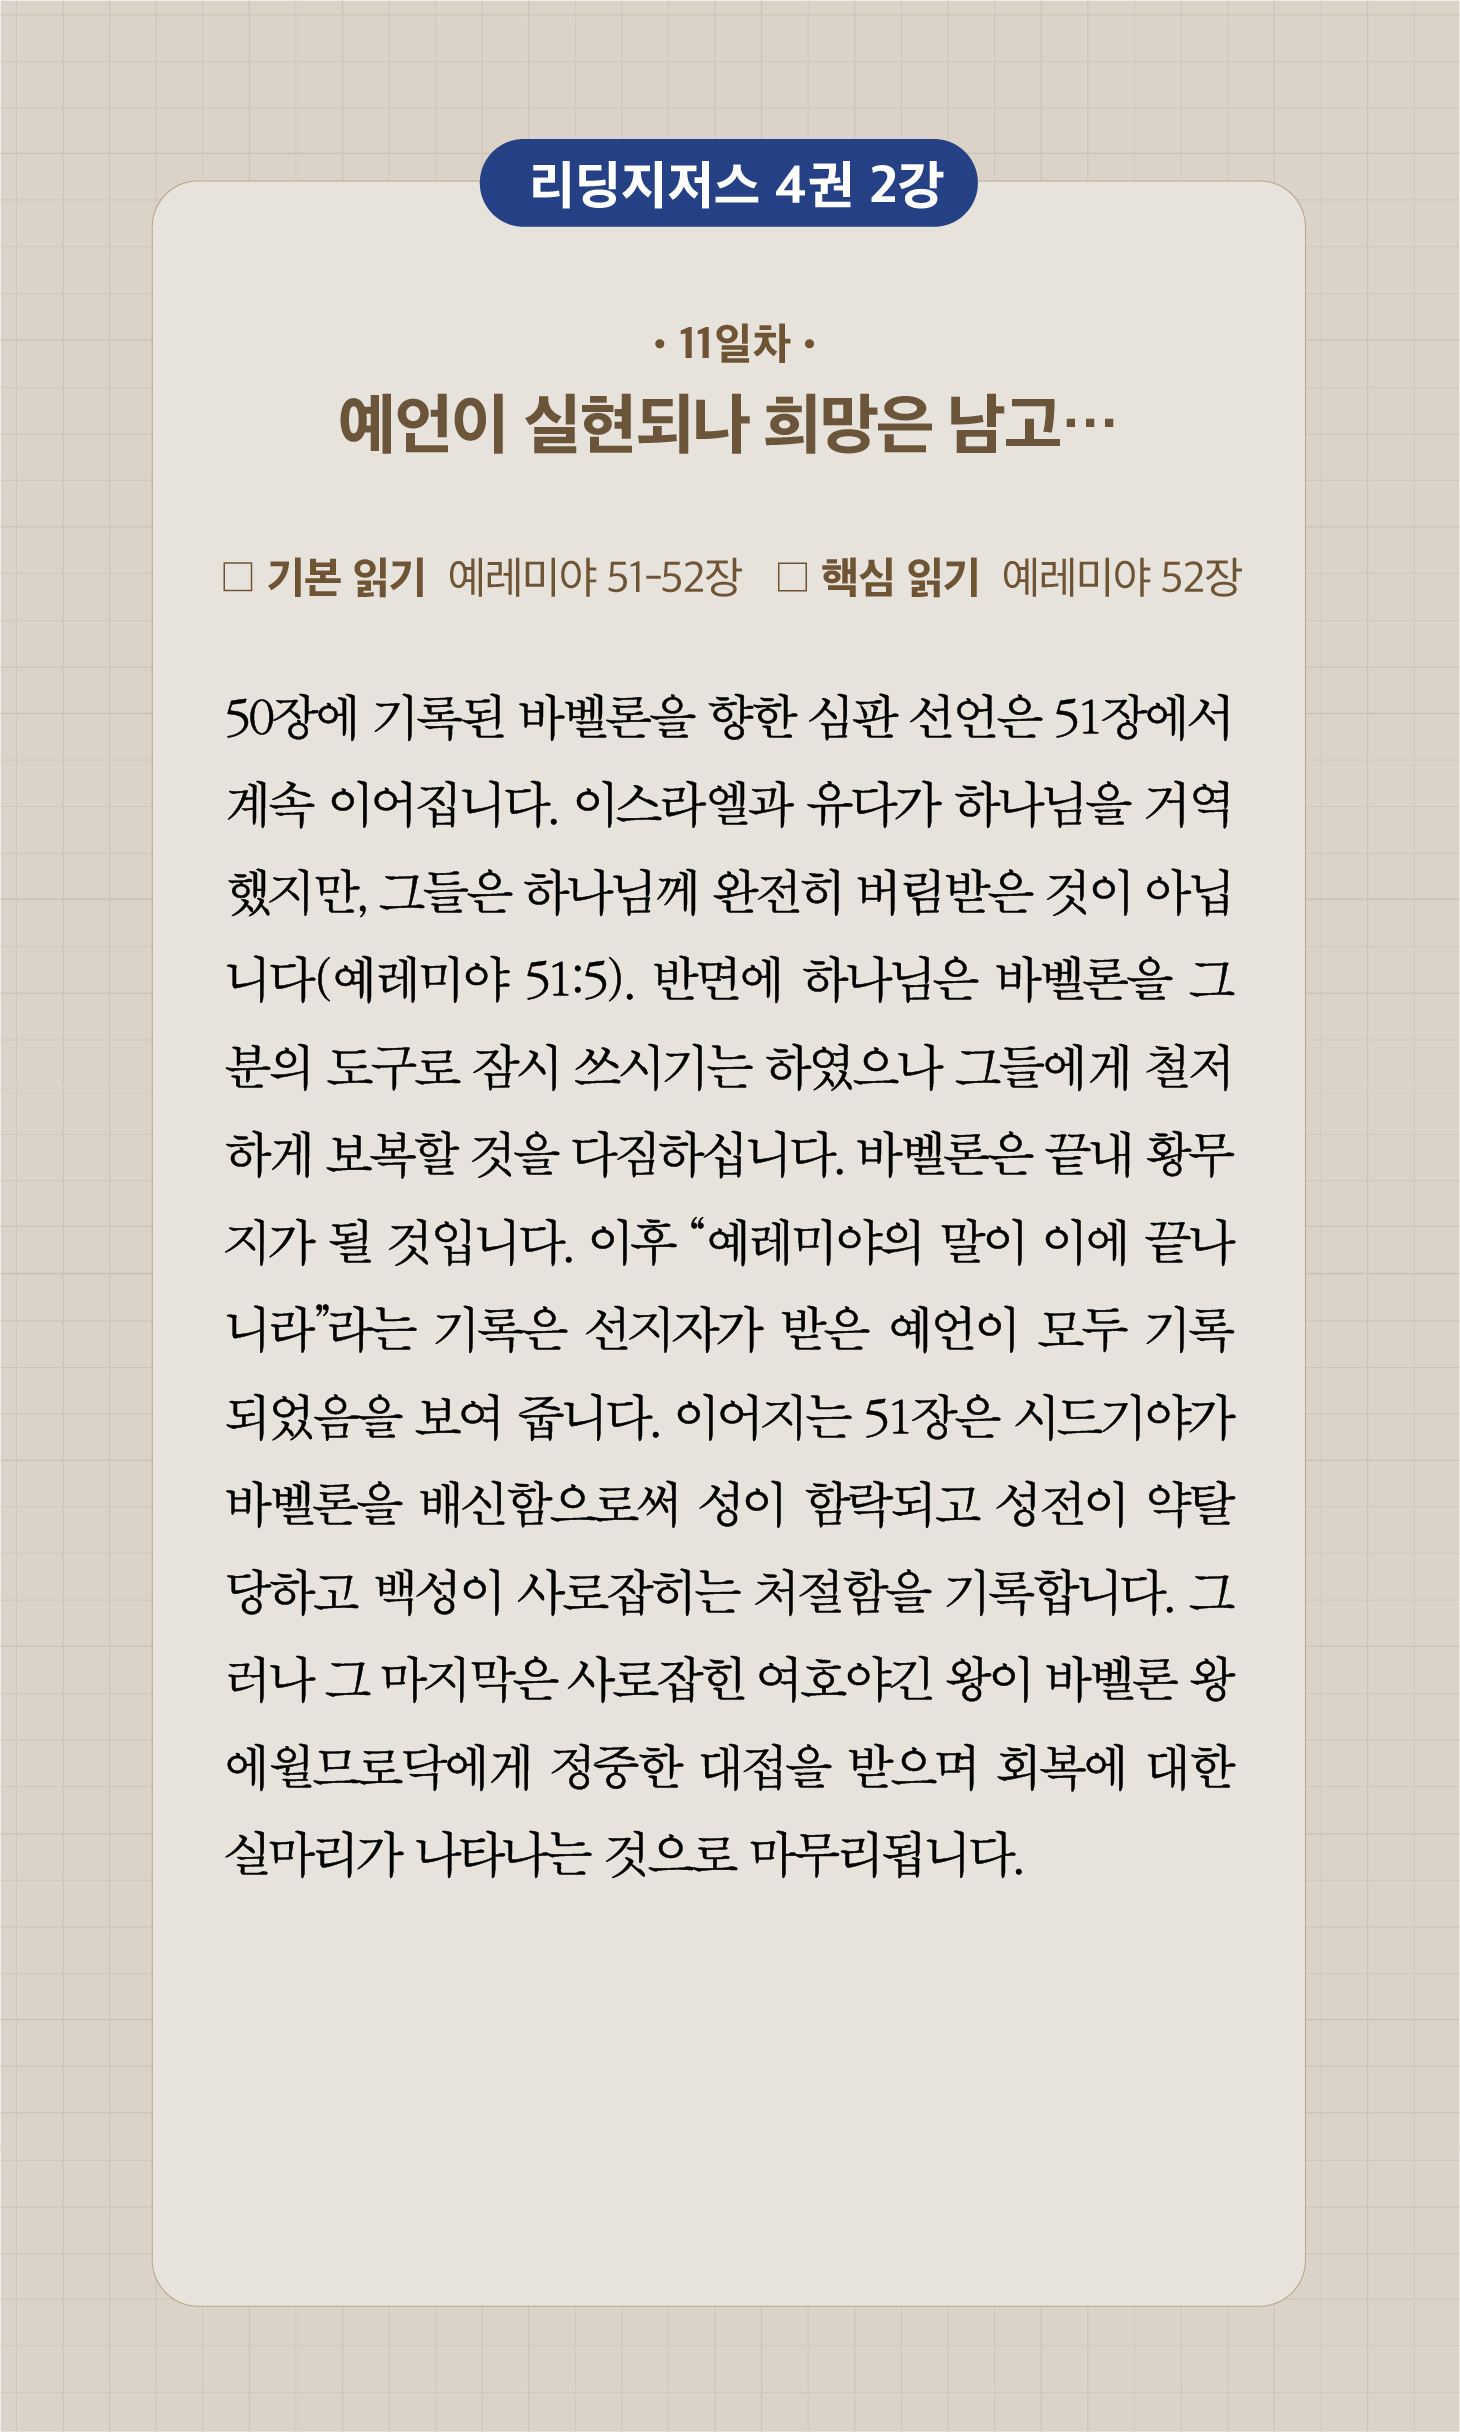 리딩지저스 4권 2강
· 11일차 ·
예언이 실현되나 희망은 남고…
□ 기본 읽기 예레미야 51-52장 □ 핵심 읽기 예레미야 52장
50장에 기록된 바벨론을 향한 심판 선언은 51장에서
계속 이어집니다. 이스라엘과 유다가 하나님을 거역
했지만, 그들은 하나님께 완전히 버림받은 것이 아닙
니다(예레미야 51:5). 반면에 하나님은 바벨론을 그
분의 도구로 잠시 쓰시기는 하였으나 그들에게 철저
하게 보복할 것을 다짐하십니다. 바벨론은 끝내 황무
지가 될 것입니다. 이후 “예레미야의 말이 이에 끝나
니라”라는 기록은 선지자가 받은 예언이 모두 기록
되었음을 보여 줍니다. 이어지는 51장은 시드기야가
바벨론을 배신함으로써 성이 함락되고 성전이 약탈
당하고 백성이 사로잡히는 처절함을 기록합니다. 그
러나 그 마지막은 사로잡힌 여호야긴 왕이 바벨론 왕
에윌므로닥에게 정중한 대접을 받으며 회복에 대한
실마리가 나타나는 것으로 마무리됩니다.